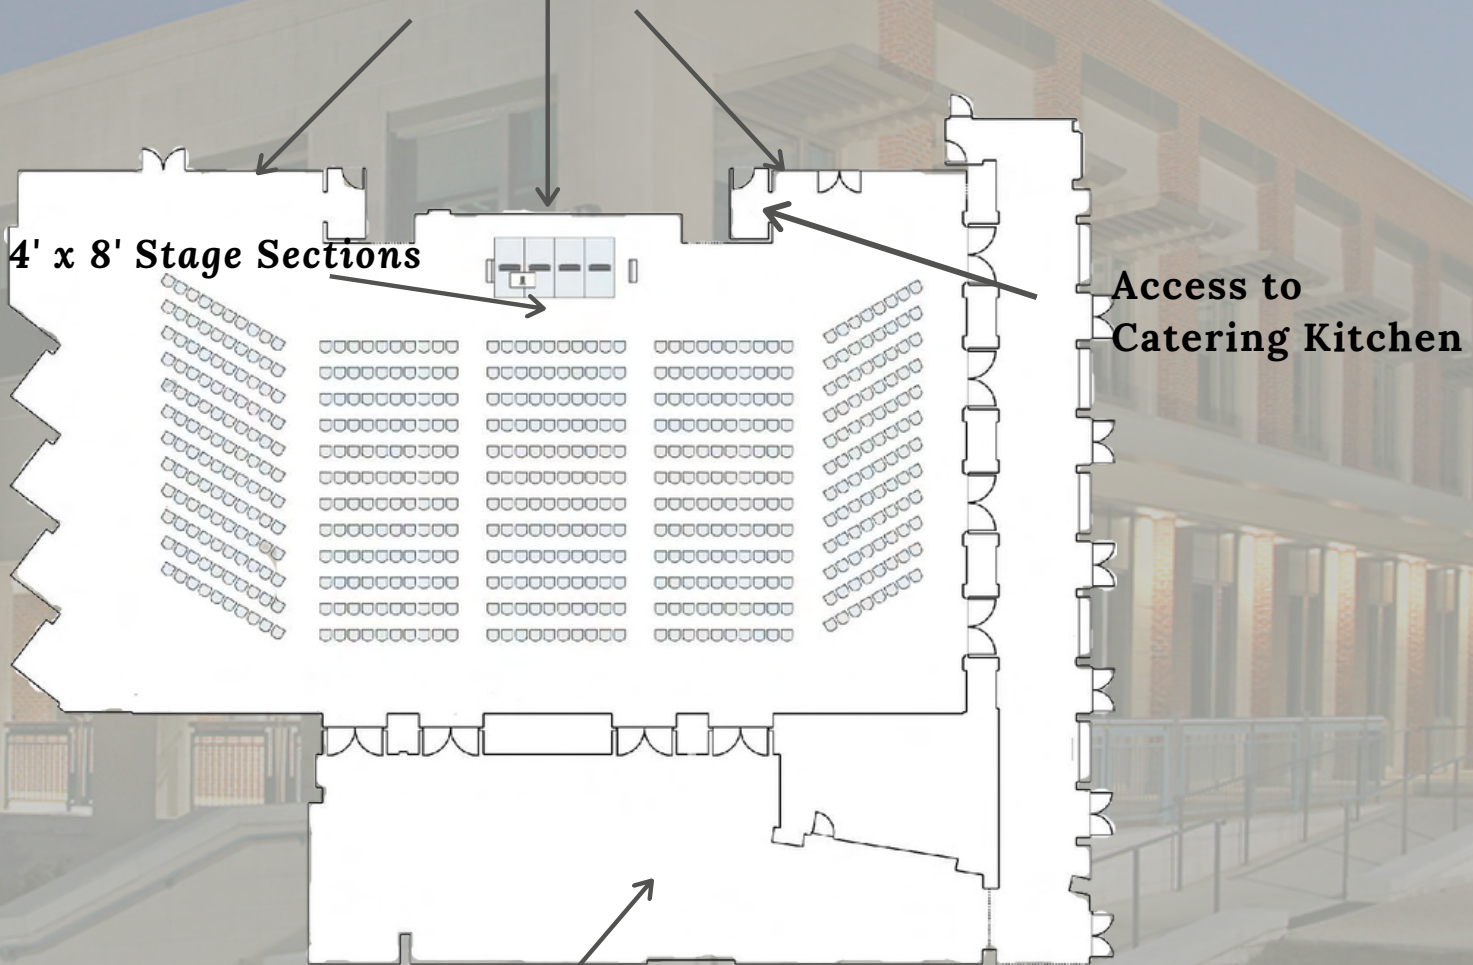 4' x 8' Stage Sections
Access to
Catering Kitchen